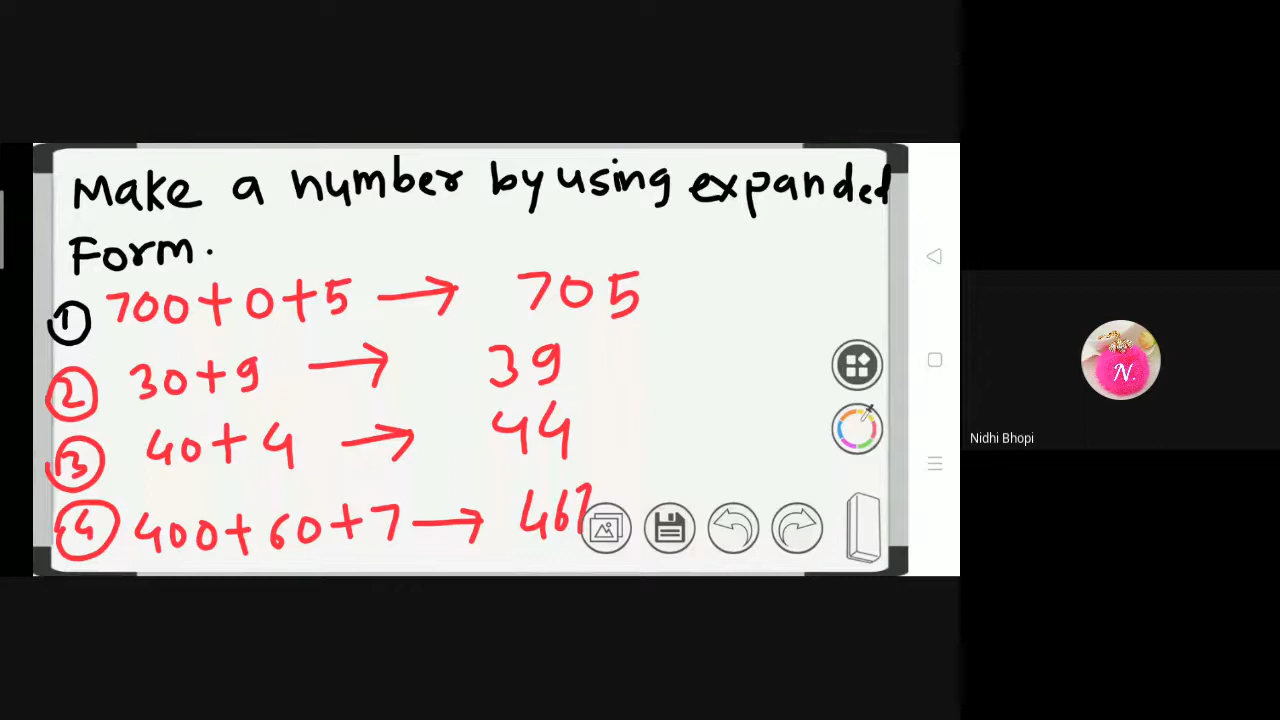 Make a number by using expanded
Form.
① 700+0+5 → 705
② 30+9 → 39
③ 40+4 → 44
④ 400+60+7 → 467
N.
Nidhi Bhopi